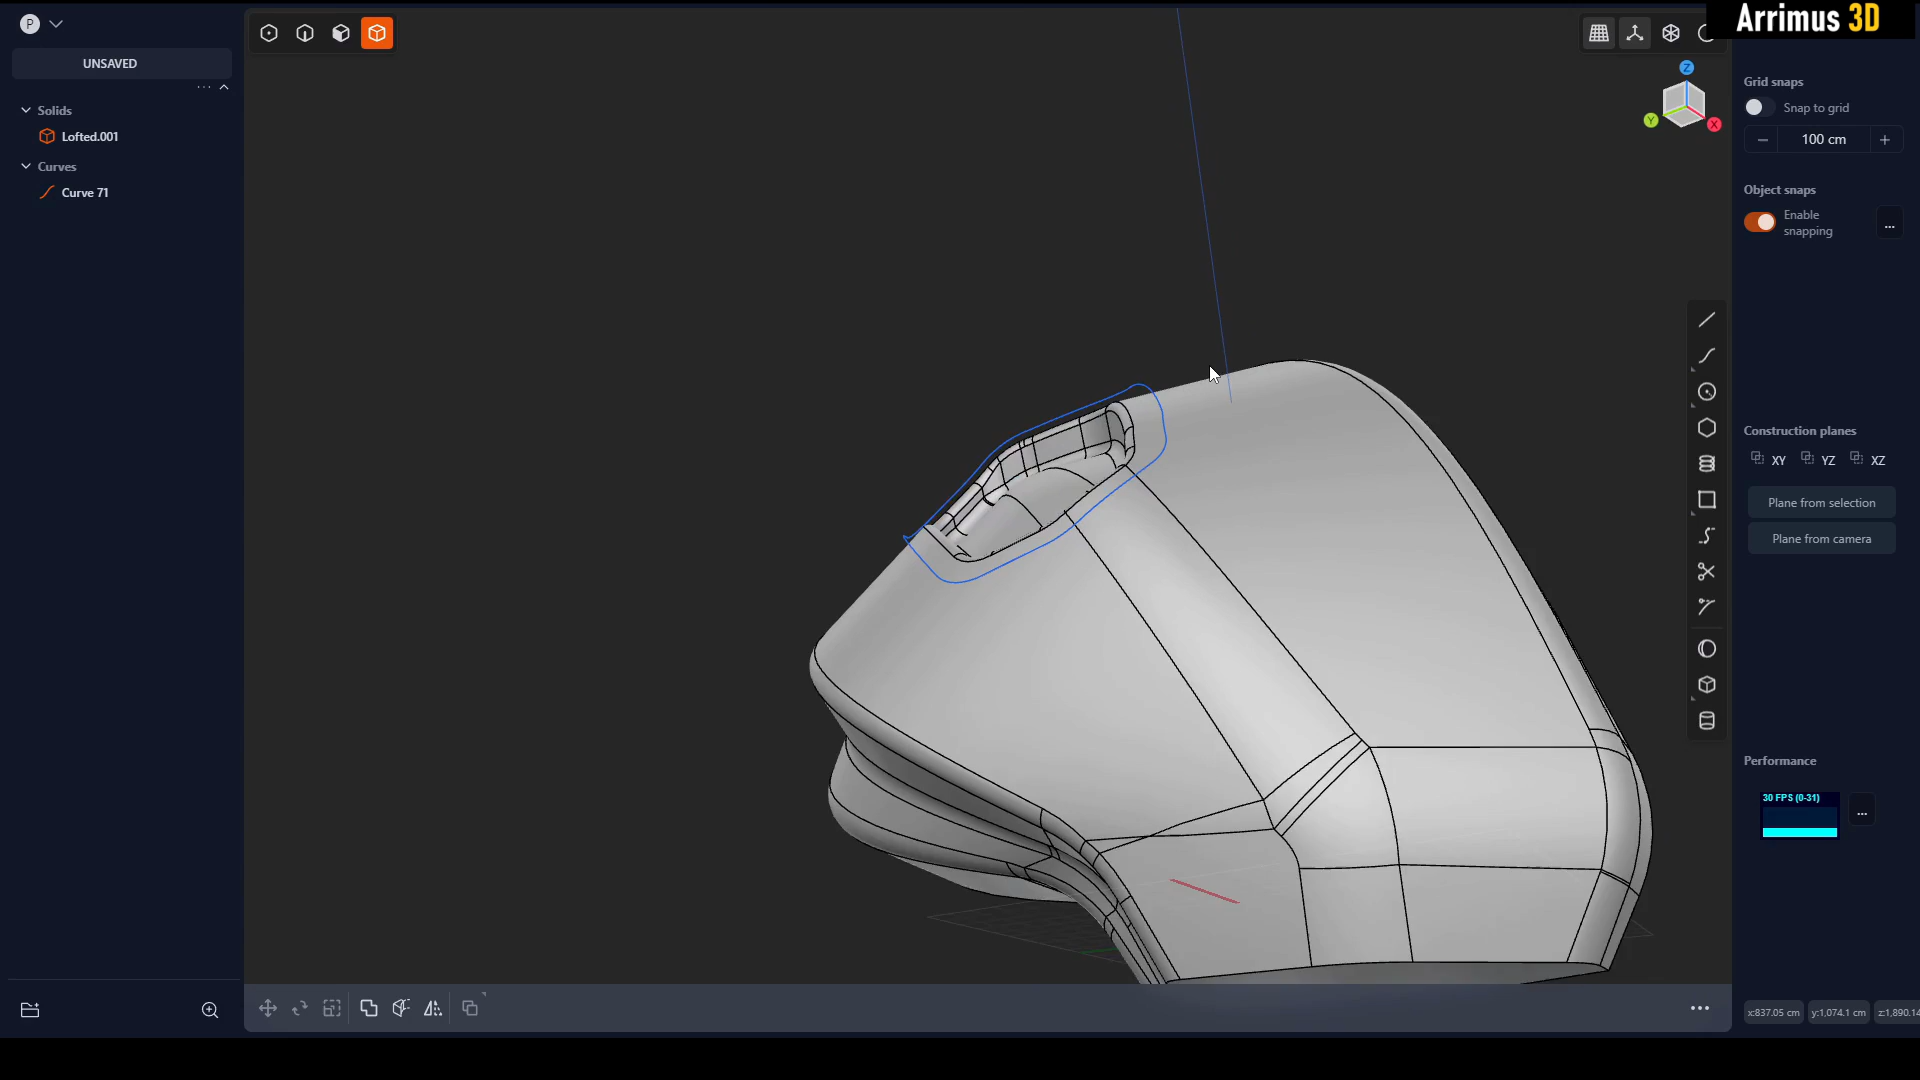 P
UNSAVED
Solids
Lofted.001
Curves
Curve 71
Arrimus 3D
Z
Y
X
Grid snaps
Snap to grid
100 cm
Object snaps
Enable
snapping
Construction planes
XY YZ XZ
Plane from selection
Plane from camera
Performance
30 FPS (0-31)
x:837.05 cm y:1,074.1 cm z:1,890.14